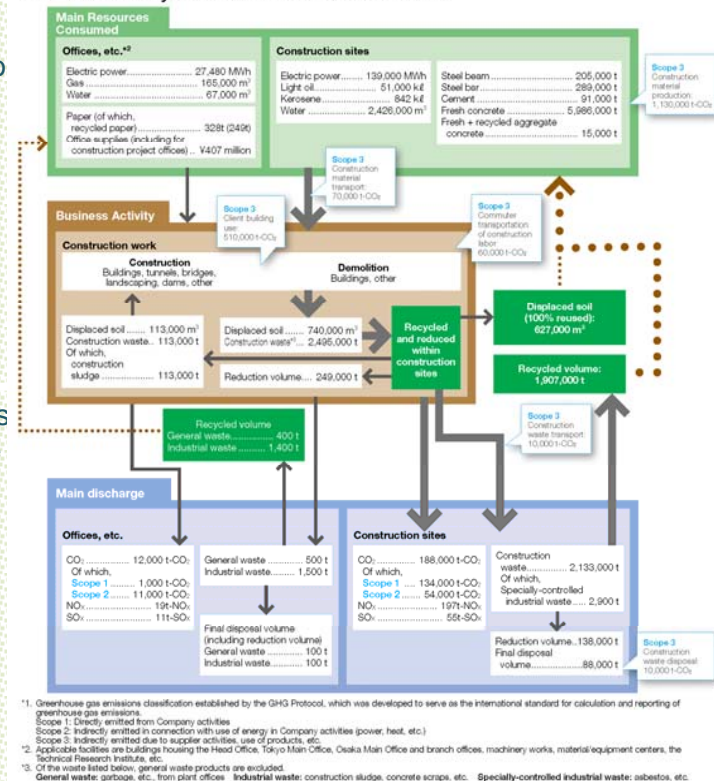 Main Resources
Consumed
Offices, etc.*2
Electric power........................ 27,480 MWh
Gas ................................... 165,000 m³
Water ................................. 67,000 m³
Paper (of which,
recycled paper)................... 328t (249t)
Office supplies (including for
construction project offices) .. ¥407 million
Construction sites
Electric power....... 139,000 MWh
Light oil................... 51,000 kℓ
Kerosene.................... 842 kℓ
Water ................ 2,426,000 m³
Steel beam ........................ 205,000 t
Steel bar ........................... 289,000 t
Cement ............................. 91,000 t
Fresh concrete ................ 5,986,000 t
Fresh + recycled aggregate
concrete ........................ 15,000 t
Scope 3
Construction
material
production:
1,130,000 t-CO₂
Scope 3
Construction
material
transport:
70,000 t-CO₂
Scope 3
Client building
use:
510,000 t-CO₂
Scope 3
Commuter
transportation
of construction
labor
60,000 t-CO₂
Business Activity
Construction work
Construction
Buildings, tunnels, bridges,
landscaping, dams, other
Demolition
Buildings, other
Displaced soil ...... 113,000 m³
Construction waste.. 113,000 t
Of which,
construction
sludge ................... 113,000 t
Displaced soil ...... 740,000 m³
Construction waste*3... 2,495,000 t
Reduction volume.... 249,000 t
Recycled
and reduced
within
construction
sites
Displaced soil
(100% reused):
627,000 m³
Recycled volume:
1,907,000 t
Recycled volume
General waste................. 400 t
Industrial waste .......... 1,400 t
Scope 3
Construction
waste transport:
10,000 t-CO₂
Main discharge
Offices, etc.
CO₂............... 12,000 t-CO₂
Of which,
Scope 1 ....... 1,000 t-CO₂
Scope 2 ...... 11,000 t-CO₂
NOx........................ 19t-NOx
SOx........................ 11t-SOx
General waste ............... 500 t
Industrial waste.......... 1,500 t
Final disposal volume
(including reduction volume)
General waste ............ 100 t
Industrial waste........... 100 t
Construction sites
CO₂............... 188,000 t-CO₂
Of which,
Scope 1 .... 134,000 t-CO₂
Scope 2 ...... 54,000 t-CO₂
NOx...................... 197t-NOx
SOx........................ 55t-SOx
Construction
waste.............. 2,133,000 t
Of which,
Specially-controlled
industrial waste ..... 2,900 t
Reduction volume..138,000 t
Final disposal
volume....................88,000 t
Scope 3
Construction
waste disposal
10,000 t-CO₂
*1. Greenhouse gas emissions classification established by the GHG Protocol, which was developed to serve as the international standard for calculation and reporting of
greenhouse gas emissions.
Scope 1: Directly emitted from Company activities
Scope 2: Indirectly emitted in connection with use of energy in Company activities (power, heat, etc.)
Scope 3: Indirectly emitted due to supplier activities, use of products, etc.
*2. Applicable facilities are buildings housing the Head Office, Tokyo Main Office, Osaka Main Office and branch offices, machinery works, material/equipment centers, the
Technical Research Institute, etc.
*3. Of the waste listed below, general waste products are excluded.
General waste: garbage, etc., from plant offices Industrial waste: construction sludge, concrete scraps, etc. Specially-controlled industrial waste: asbestos, etc.